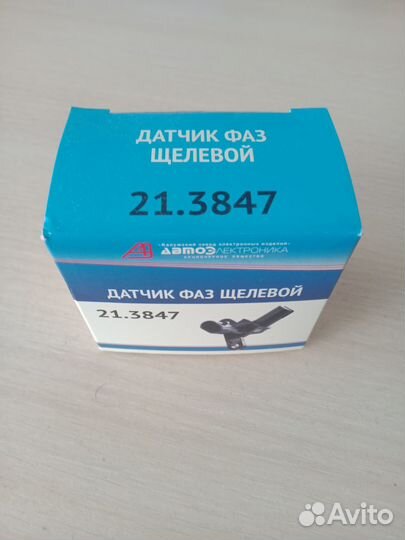 ДАТЧИК ФАЗ
ЩЕЛЕВОЙ
21.3847
«Калужский завод электронных изделий»
АВТОЭЛЕКТРОНИКА
АКЦИОНЕРНОЕ ОБЩЕСТВО
ДАТЧИК ФАЗ ЩЕЛЕВОЙ
21.3847
Avito